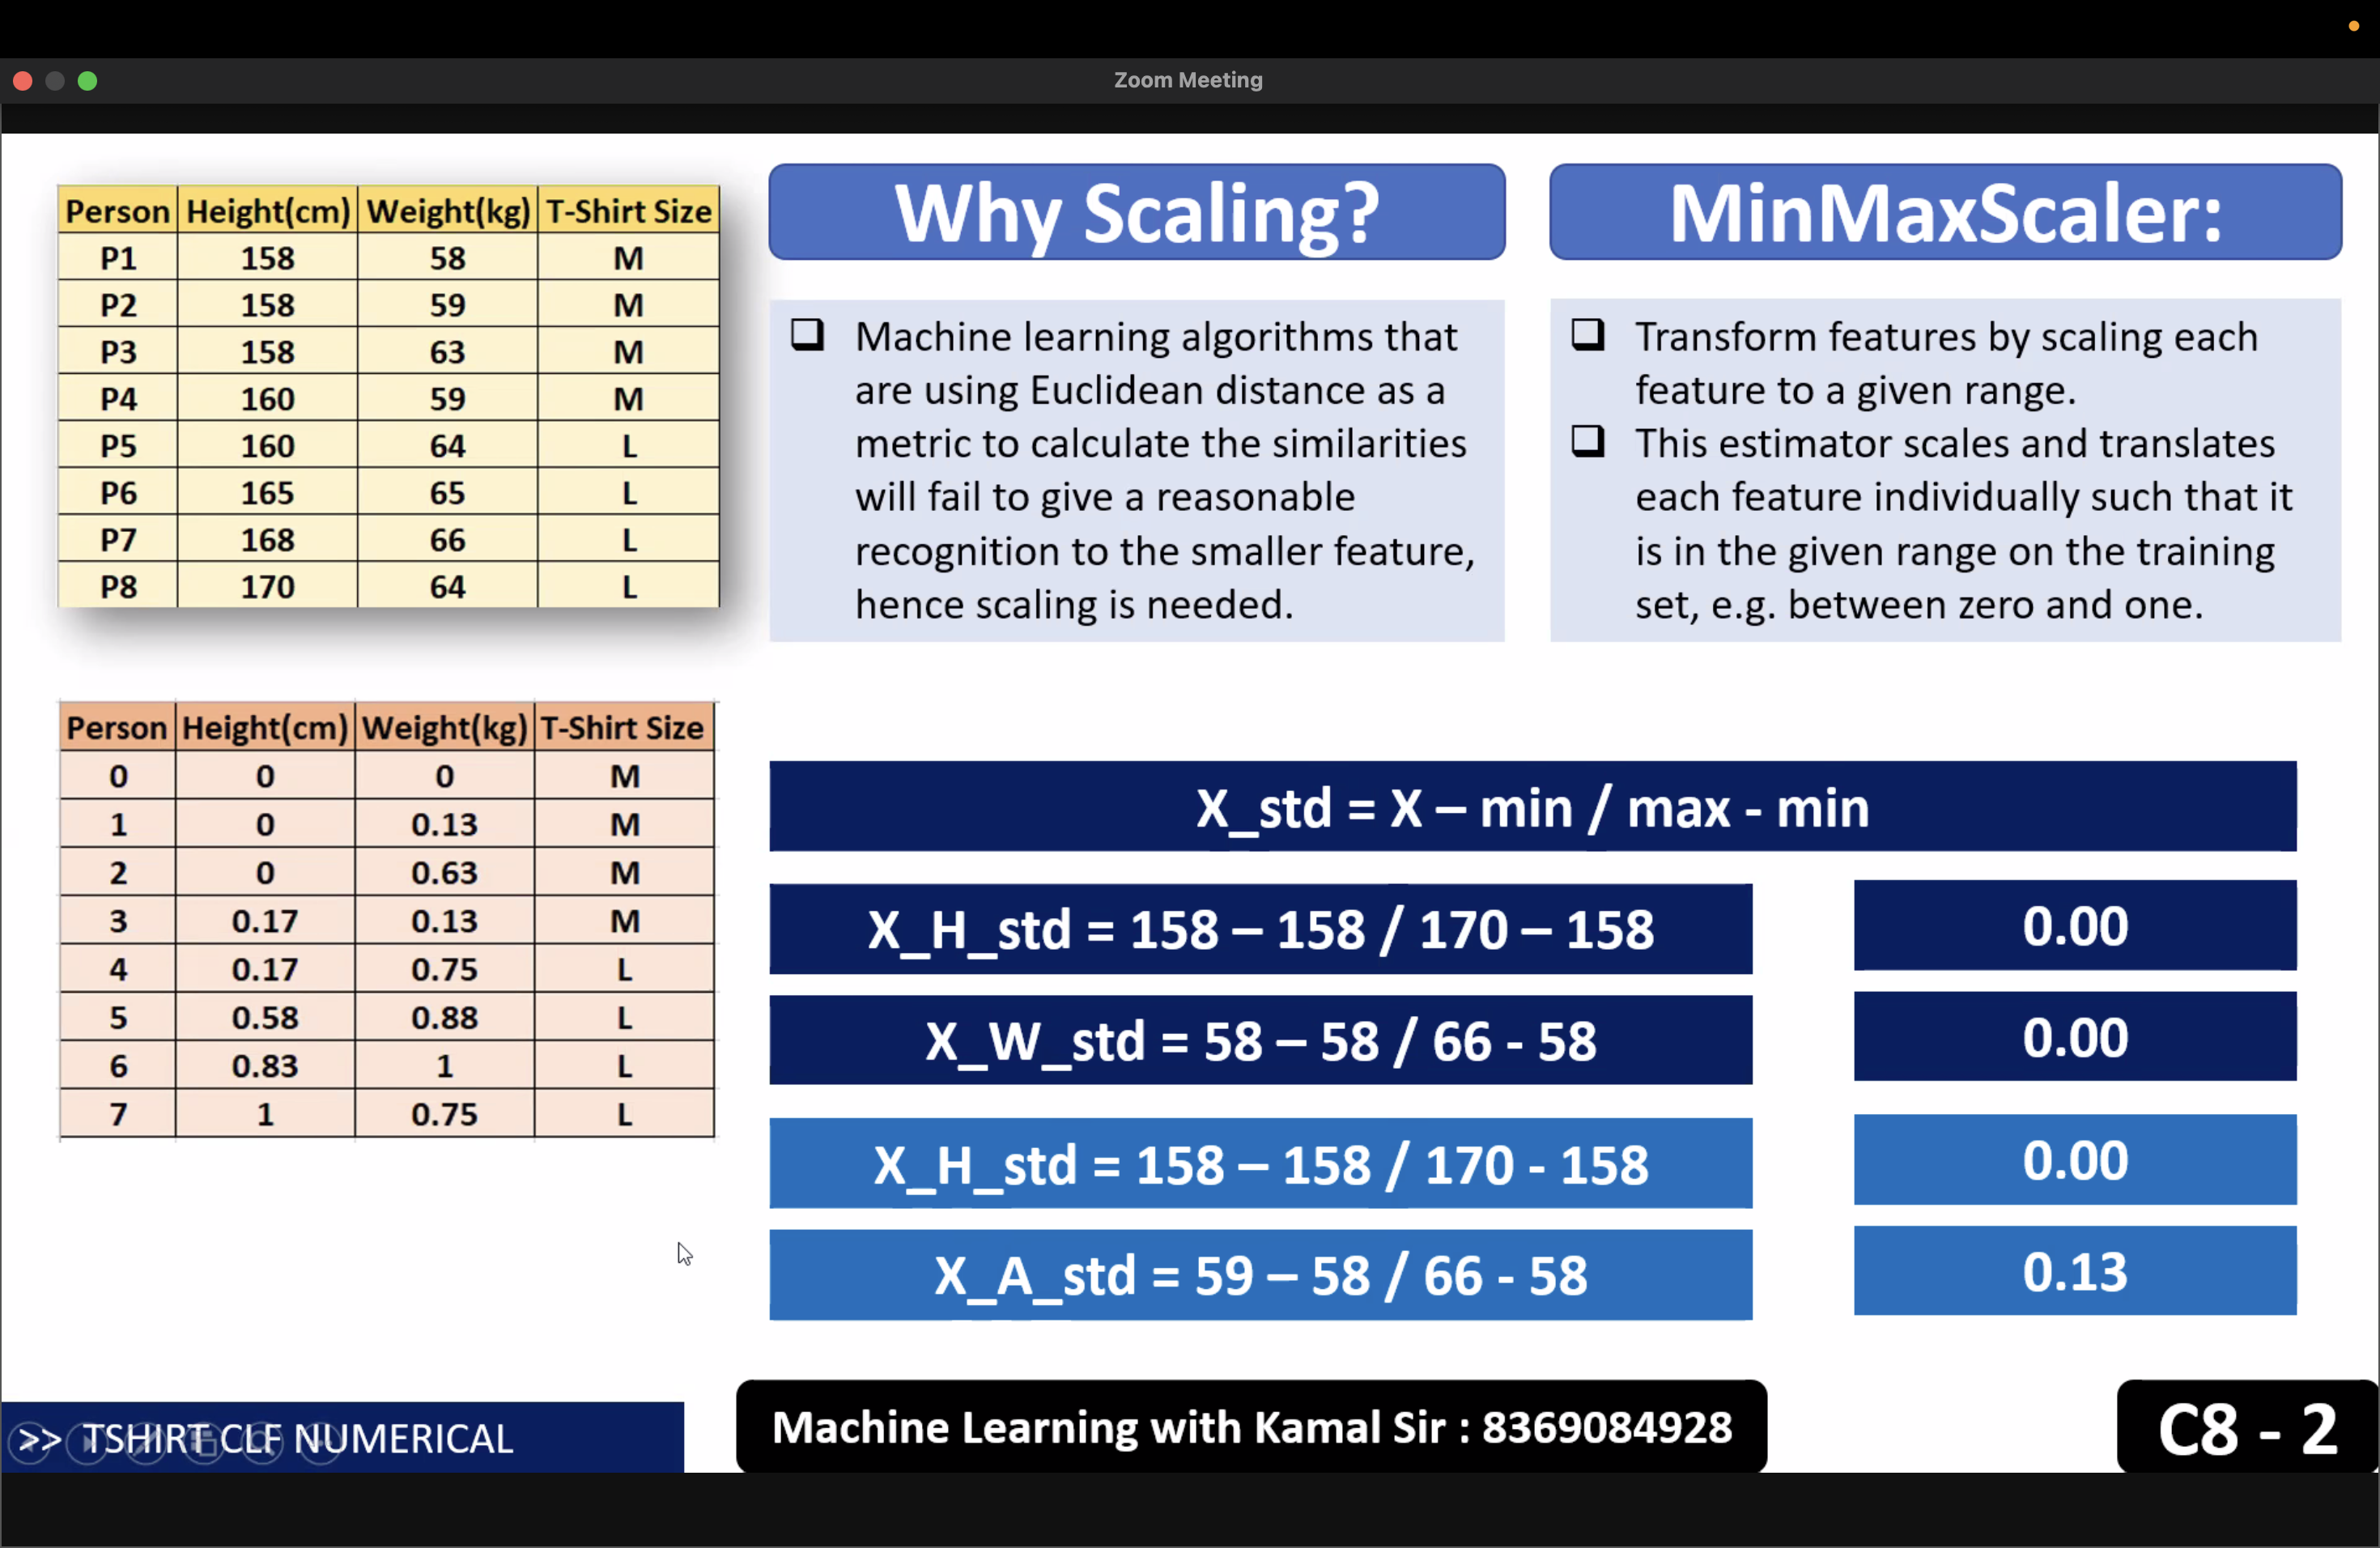 Zoom Meeting
Person Height(cm) Weight(kg) T-Shirt Size
P1 158 58 M
P2 158 59 M
P3 158 63 M
P4 160 59 M
P5 160 64 L
P6 165 65 L
P7 168 66 L
P8 170 64 L
Why Scaling?
Machine learning algorithms that
are using Euclidean distance as a
metric to calculate the similarities
will fail to give a reasonable
recognition to the smaller feature,
hence scaling is needed.
MinMaxScaler:
Transform features by scaling each
feature to a given range.
This estimator scales and translates
each feature individually such that it
is in the given range on the training
set, e.g. between zero and one.
Person Height(cm) Weight(kg) T-Shirt Size
0 0 0 M
1 0 0.13 M
2 0 0.63 M
3 0.17 0.13 M
4 0.17 0.75 L
5 0.58 0.88 L
6 0.83 1 L
7 1 0.75 L
X_std = X – min / max - min
X_H_std = 158 – 158 / 170 – 158 0.00
X_W_std = 58 – 58 / 66 - 58 0.00
X_H_std = 158 – 158 / 170 - 158 0.00
X_A_std = 59 – 58 / 66 - 58 0.13
>> TSHIRT CLF NUMERICAL
Machine Learning with Kamal Sir : 8369084928
C8 - 2